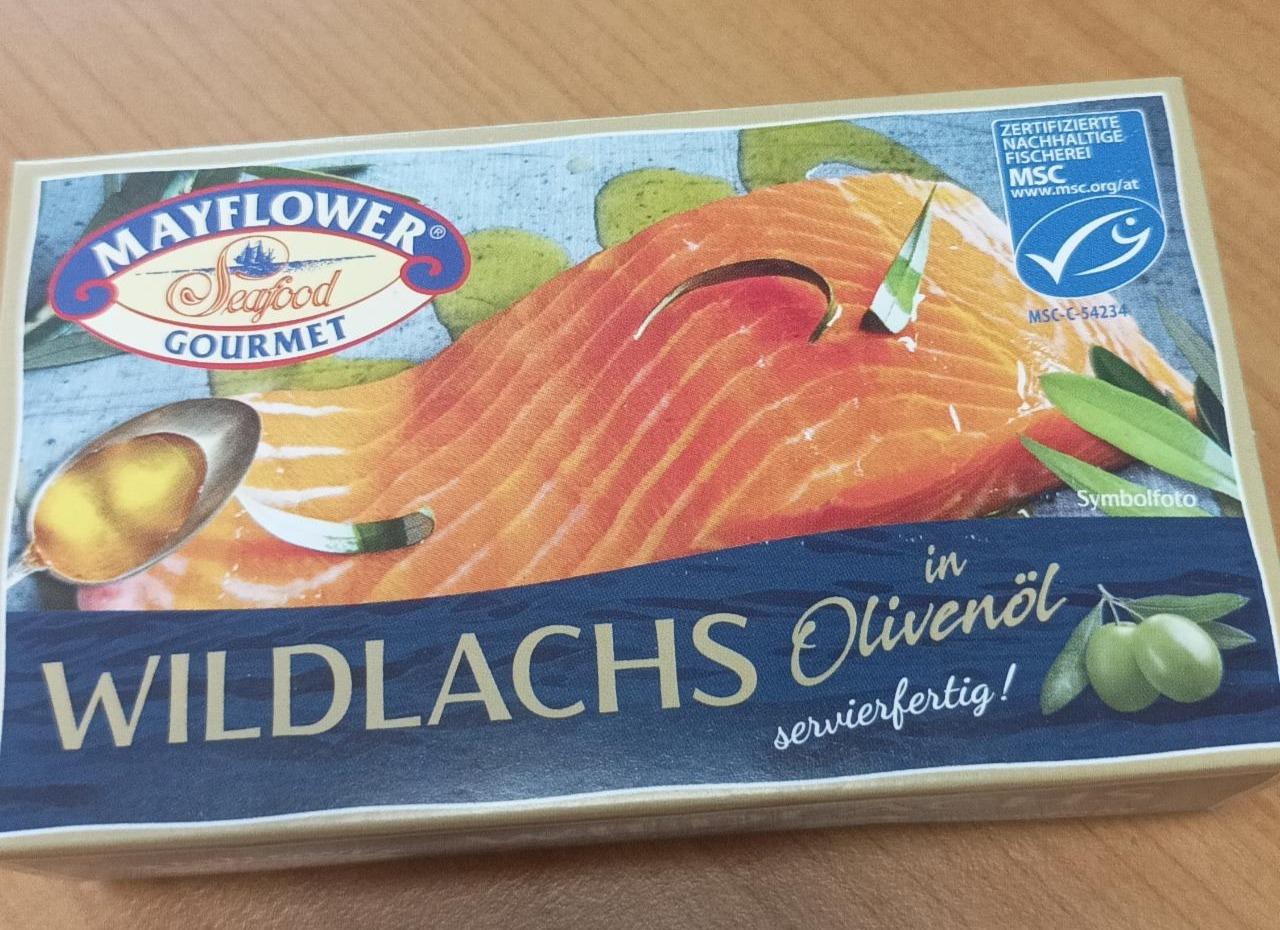 MAYFLOWER®
Seafood
GOURMET
ZERTIFIZIERTE
NACHHALTIGE
FISCHEREI
MSC
www.msc.org/at
MSC-C-54234
Symbolfoto
WILDLACHS
in
Olivenöl
servierfertig!